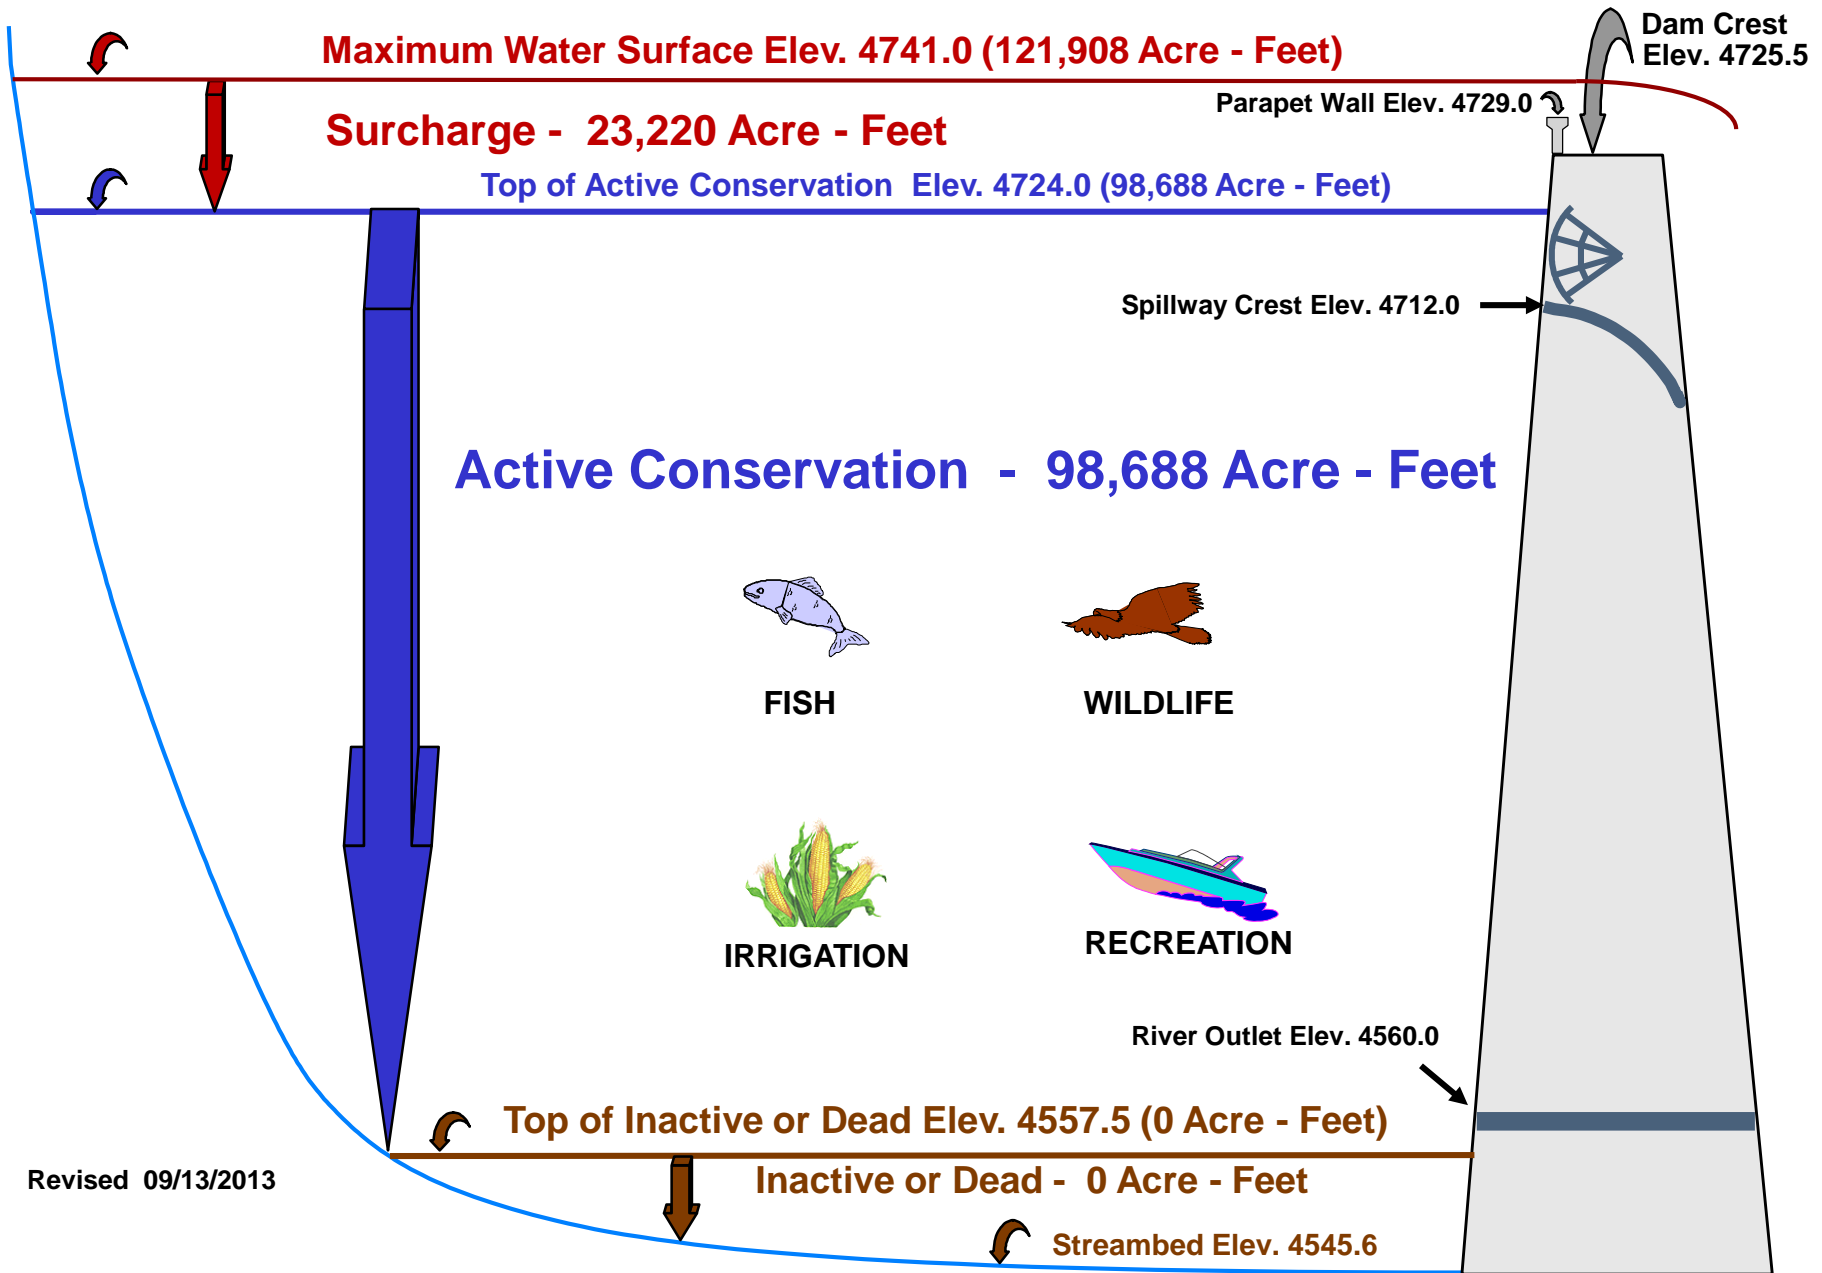 Maximum Water Surface Elev. 4741.0 (121,908 Acre - Feet)
Dam Crest
Elev. 4725.5
Parapet Wall Elev. 4729.0
Surcharge - 23,220 Acre - Feet
Top of Active Conservation Elev. 4724.0 (98,688 Acre - Feet)
Spillway Crest Elev. 4712.0
Active Conservation - 98,688 Acre - Feet
FISH
WILDLIFE
IRRIGATION
RECREATION
River Outlet Elev. 4560.0
Top of Inactive or Dead Elev. 4557.5 (0 Acre - Feet)
Inactive or Dead - 0 Acre - Feet
Revised 09/13/2013
Streambed Elev. 4545.6